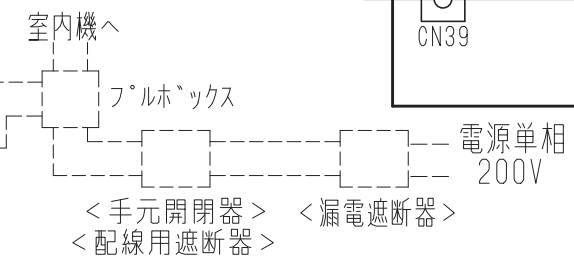 室内機へ
CN39
プルボックス
電源単相
200V
＜手元開閉器＞
＜漏電遮断器＞
＜配線用遮断器＞